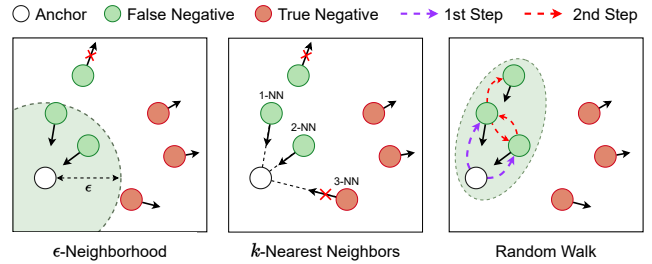 Anchor False Negative True Negative 1st Step 2nd Step
1-NN
2-NN
3-NN
ϵ
ϵ-Neighborhood k-Nearest Neighbors Random Walk